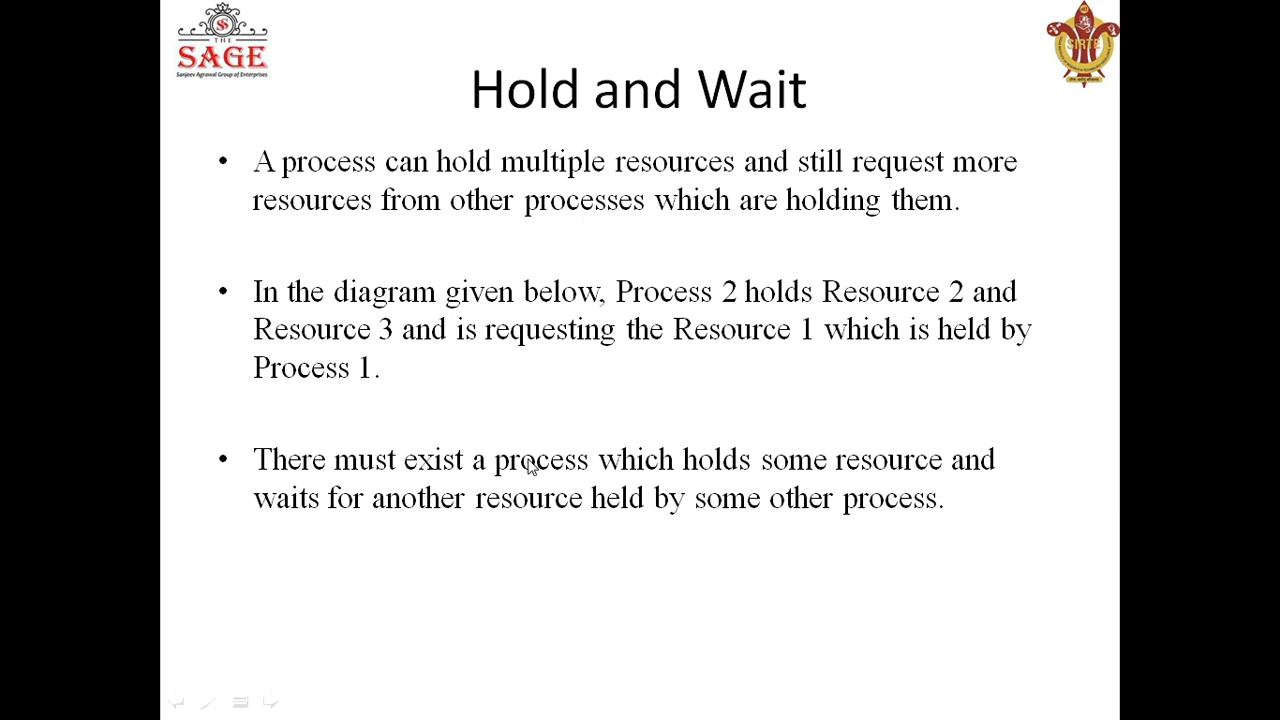 THE
SAGE
Sanjeev Agrawal Group of Enterprises
SIRTE
Hold and Wait
• A process can hold multiple resources and still request more
resources from other processes which are holding them.
• In the diagram given below, Process 2 holds Resource 2 and
Resource 3 and is requesting the Resource 1 which is held by
Process 1.
• There must exist a process which holds some resource and
waits for another resource held by some other process.